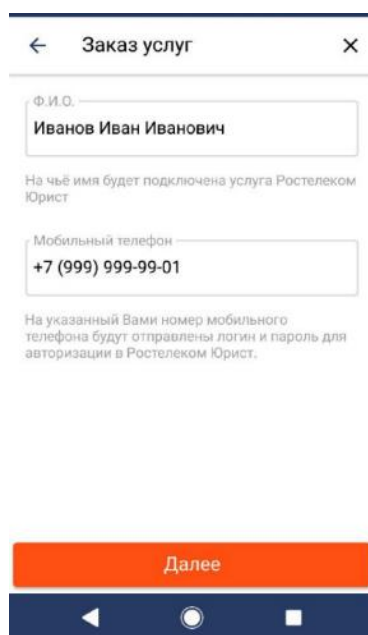 Заказ услуг
Ф.И.О.
Иванов Иван Иванович
На чьё имя будет подключена услуга Ростелеком
Юрист
Мобильный телефон
+7 (999) 999-99-01
На указанный Вами номер мобильного
телефона будут отправлены логин и пароль для
авторизации в Ростелеком Юрист.
Далее